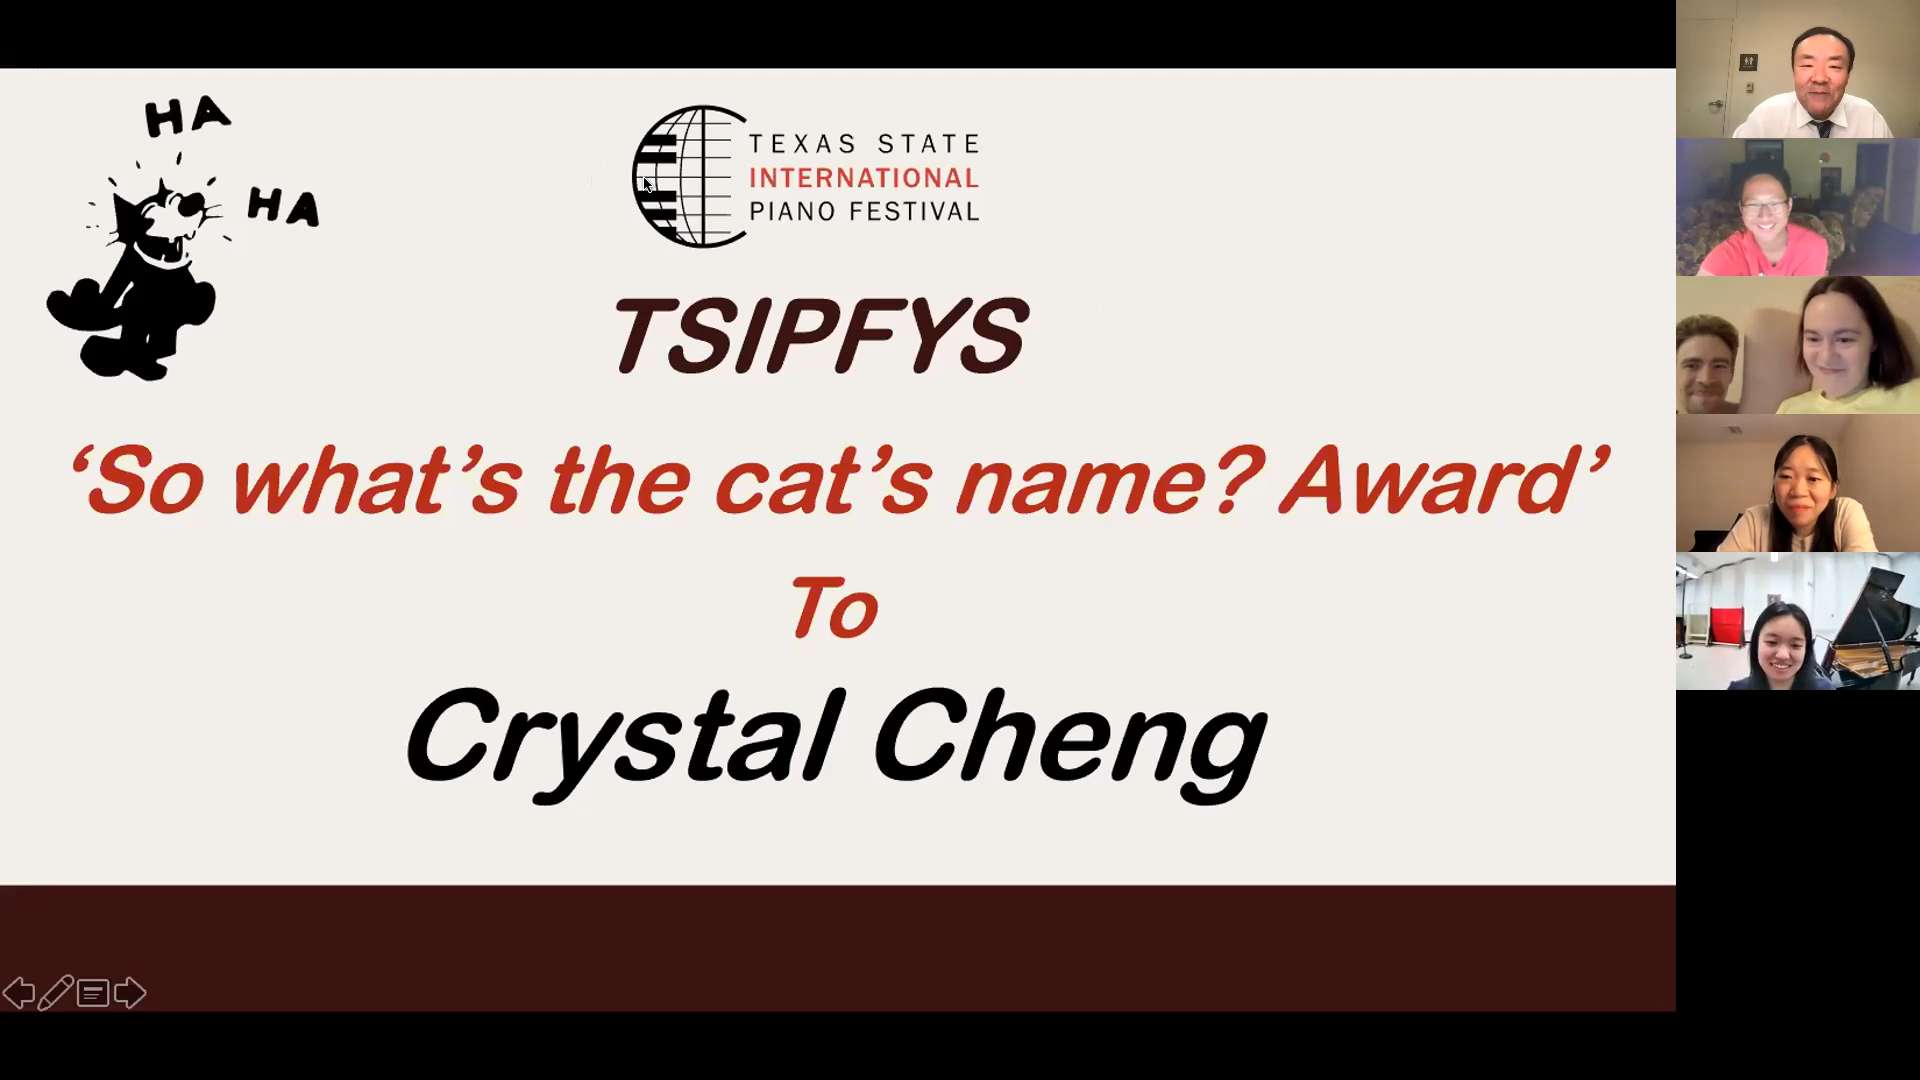 HA
HA
TEXAS STATE
INTERNATIONAL
PIANO FESTIVAL
TSIPFYS
‘So what’s the cat’s name? Award’
To
Crystal Cheng